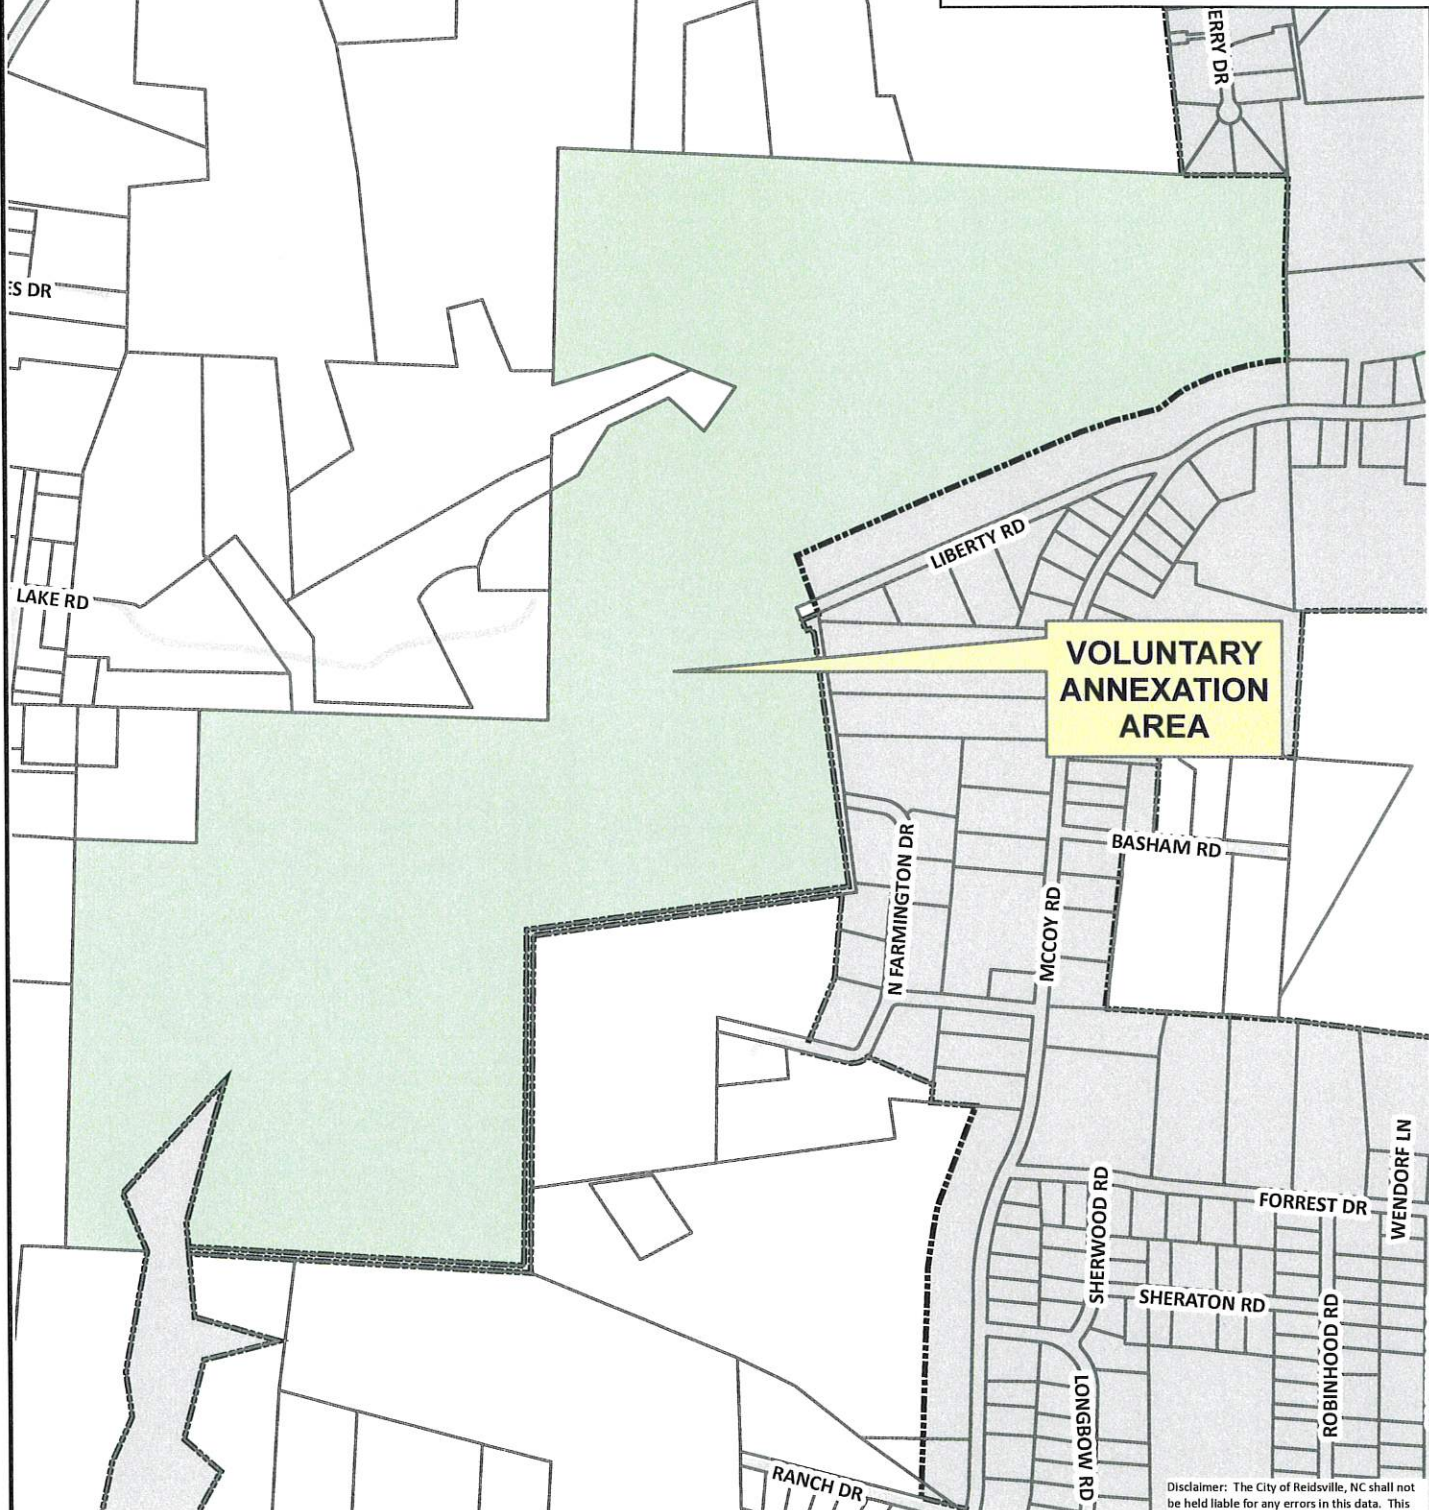 ERRY DR
ES DR
LIBERTY RD
LAKE RD
VOLUNTARY
ANNEXATION
AREA
BASHAM RD
N FARMINGTON DR
MCCOY RD
WENDORF LN
FORREST DR
SHERWOOD RD
SHERATON RD
ROBINHOOD RD
LONGBOW RD
RANCH DR
Disclaimer: The City of Reidsville, NC shall not
be held liable for any errors in this data. This